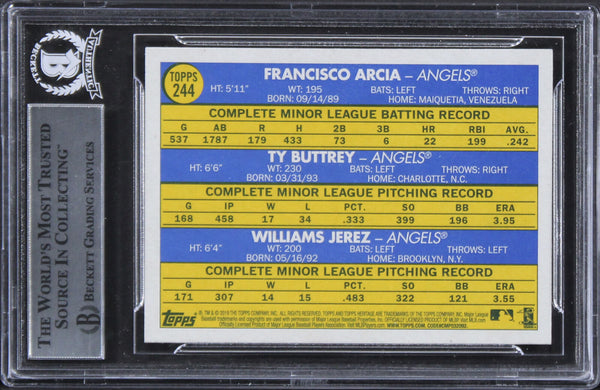 BECKETT
AUTHENTIC
B
THE WORLD'S MOST TRUSTED
SOURCE IN COLLECTING™
BECKETT GRADING SERVICES
TOPPS
244
FRANCISCO ARCIA – ANGELS®
HT: 5'11" WT: 195 BATS: LEFT THROWS: RIGHT
BORN: 09/14/89 HOME: MAIQUETIA, VENEZUELA
COMPLETE MINOR LEAGUE BATTING RECORD
G AB R H 2B 3B HR RBI AVG.
537 1787 179 433 73 6 22 199 .242
TY BUTTREY – ANGELS®
HT: 6'6" WT: 230 BATS: LEFT THROWS: RIGHT
BORN: 03/31/93 HOME: CHARLOTTE, N.C.
COMPLETE MINOR LEAGUE PITCHING RECORD
G IP W L PCT. SO BB ERA
168 458 17 34 .333 399 196 3.95
WILLIAMS JEREZ – ANGELS®
HT: 6'4" WT: 200 BATS: LEFT THROWS: LEFT
BORN: 05/16/92 HOME: BROOKLYN, N.Y.
COMPLETE MINOR LEAGUE PITCHING RECORD
G IP W L PCT. SO BB ERA
171 307 14 15 .483 322 121 3.55
Topps